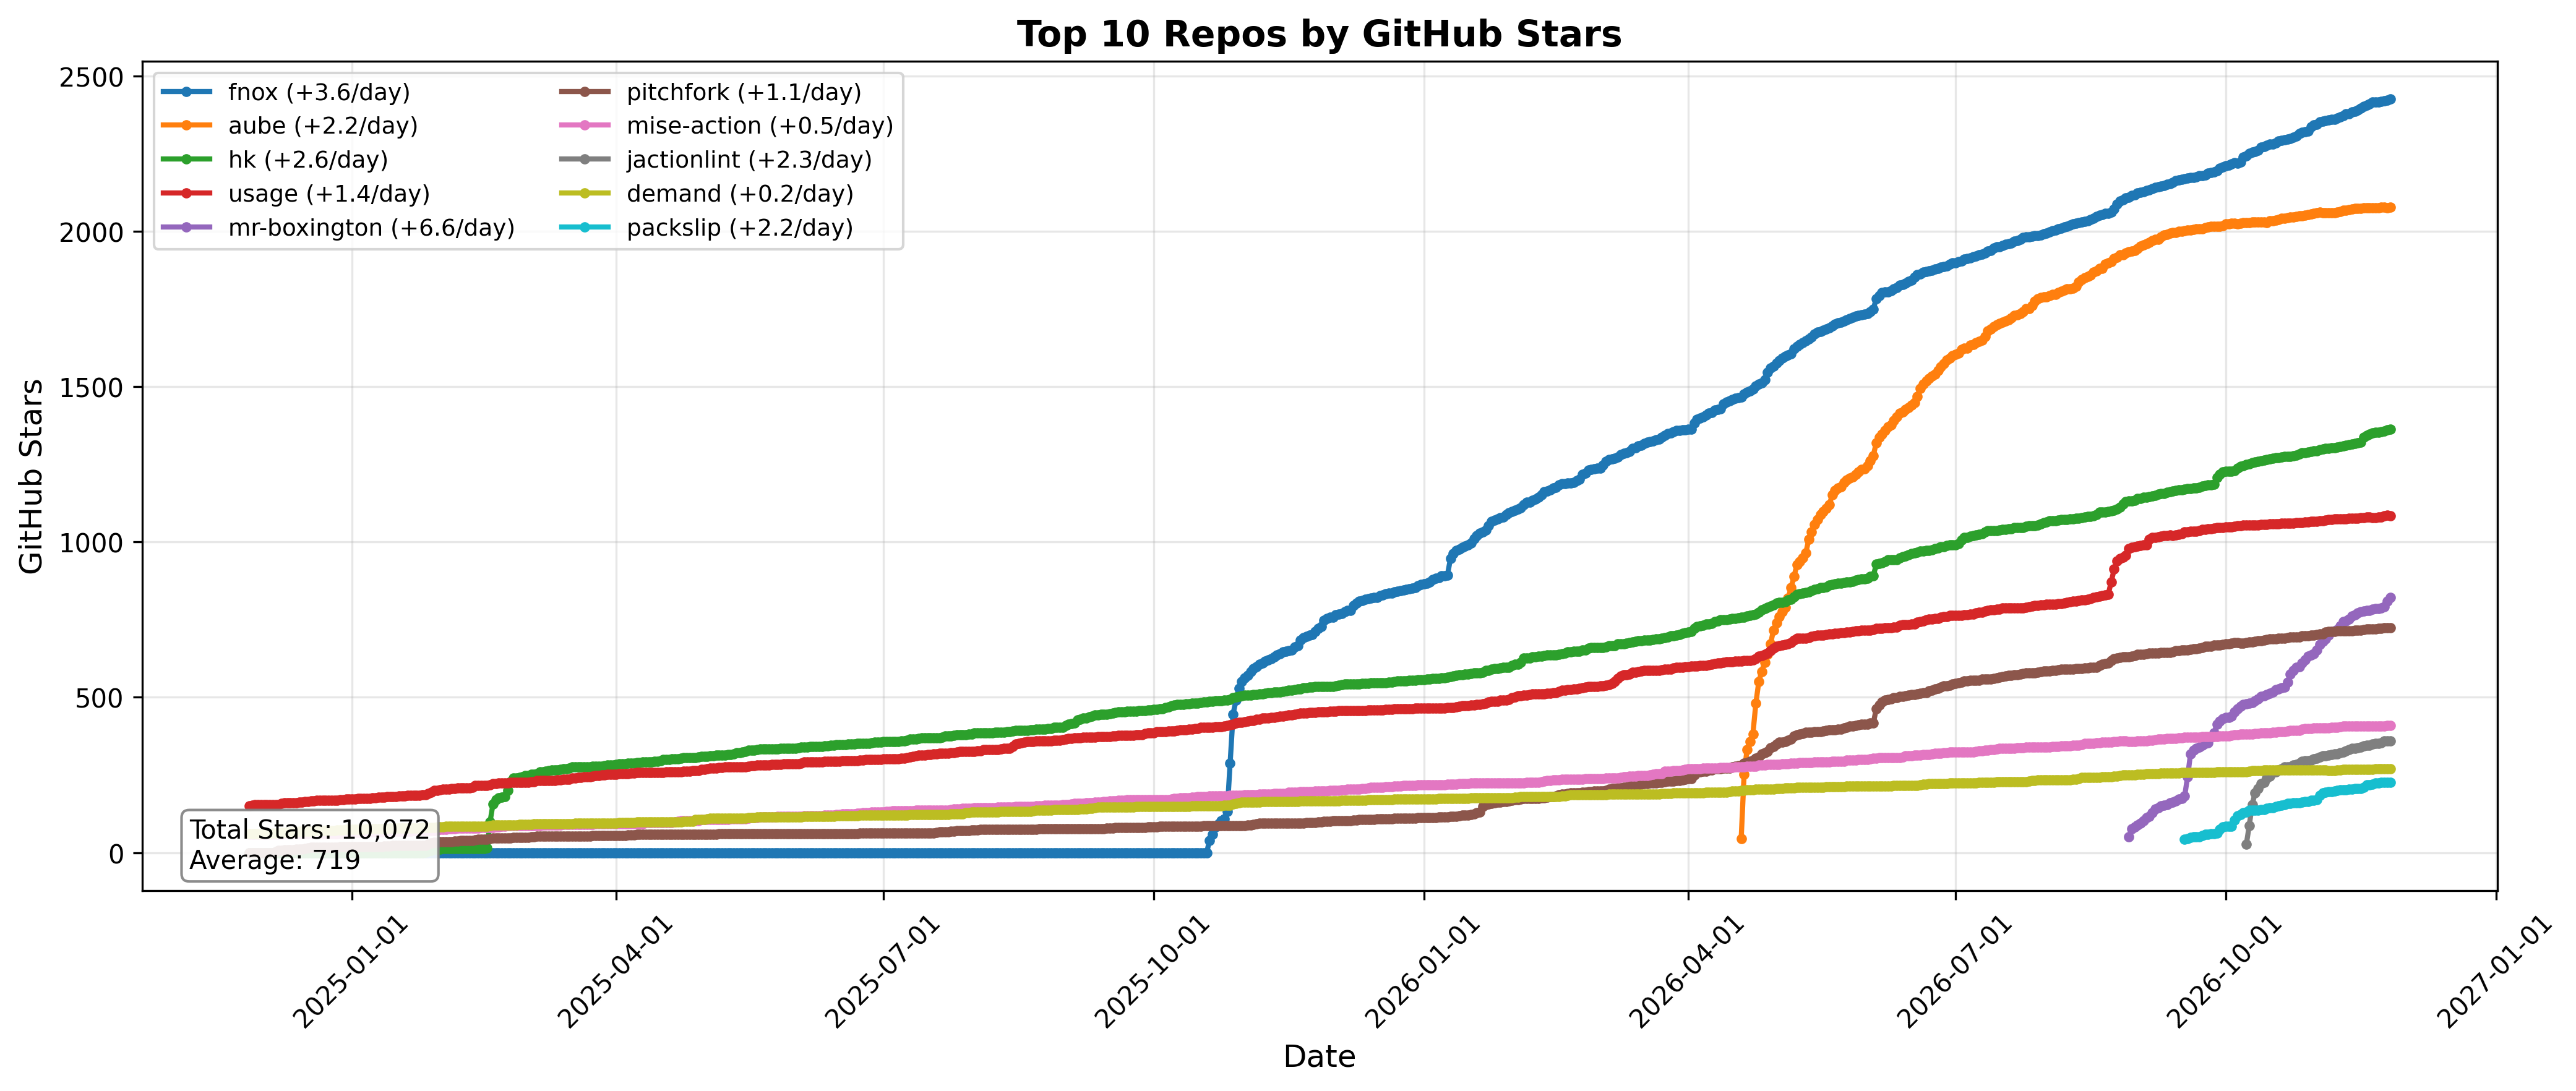 Top 10 Repos by GitHub Stars
GitHub Stars
2500
2000
1500
1000
500
0
fnox (+3.6/day)
aube (+2.2/day)
hk (+2.6/day)
usage (+1.4/day)
mr-boxington (+6.6/day)
pitchfork (+1.1/day)
mise-action (+0.5/day)
jactionlint (+2.3/day)
demand (+0.2/day)
packslip (+2.2/day)
Total Stars: 10,072
Average: 719
2025-01-01
2025-04-01
2025-07-01
2025-10-01
2026-01-01
2026-04-01
2026-07-01
2026-10-01
2027-01-01
Date